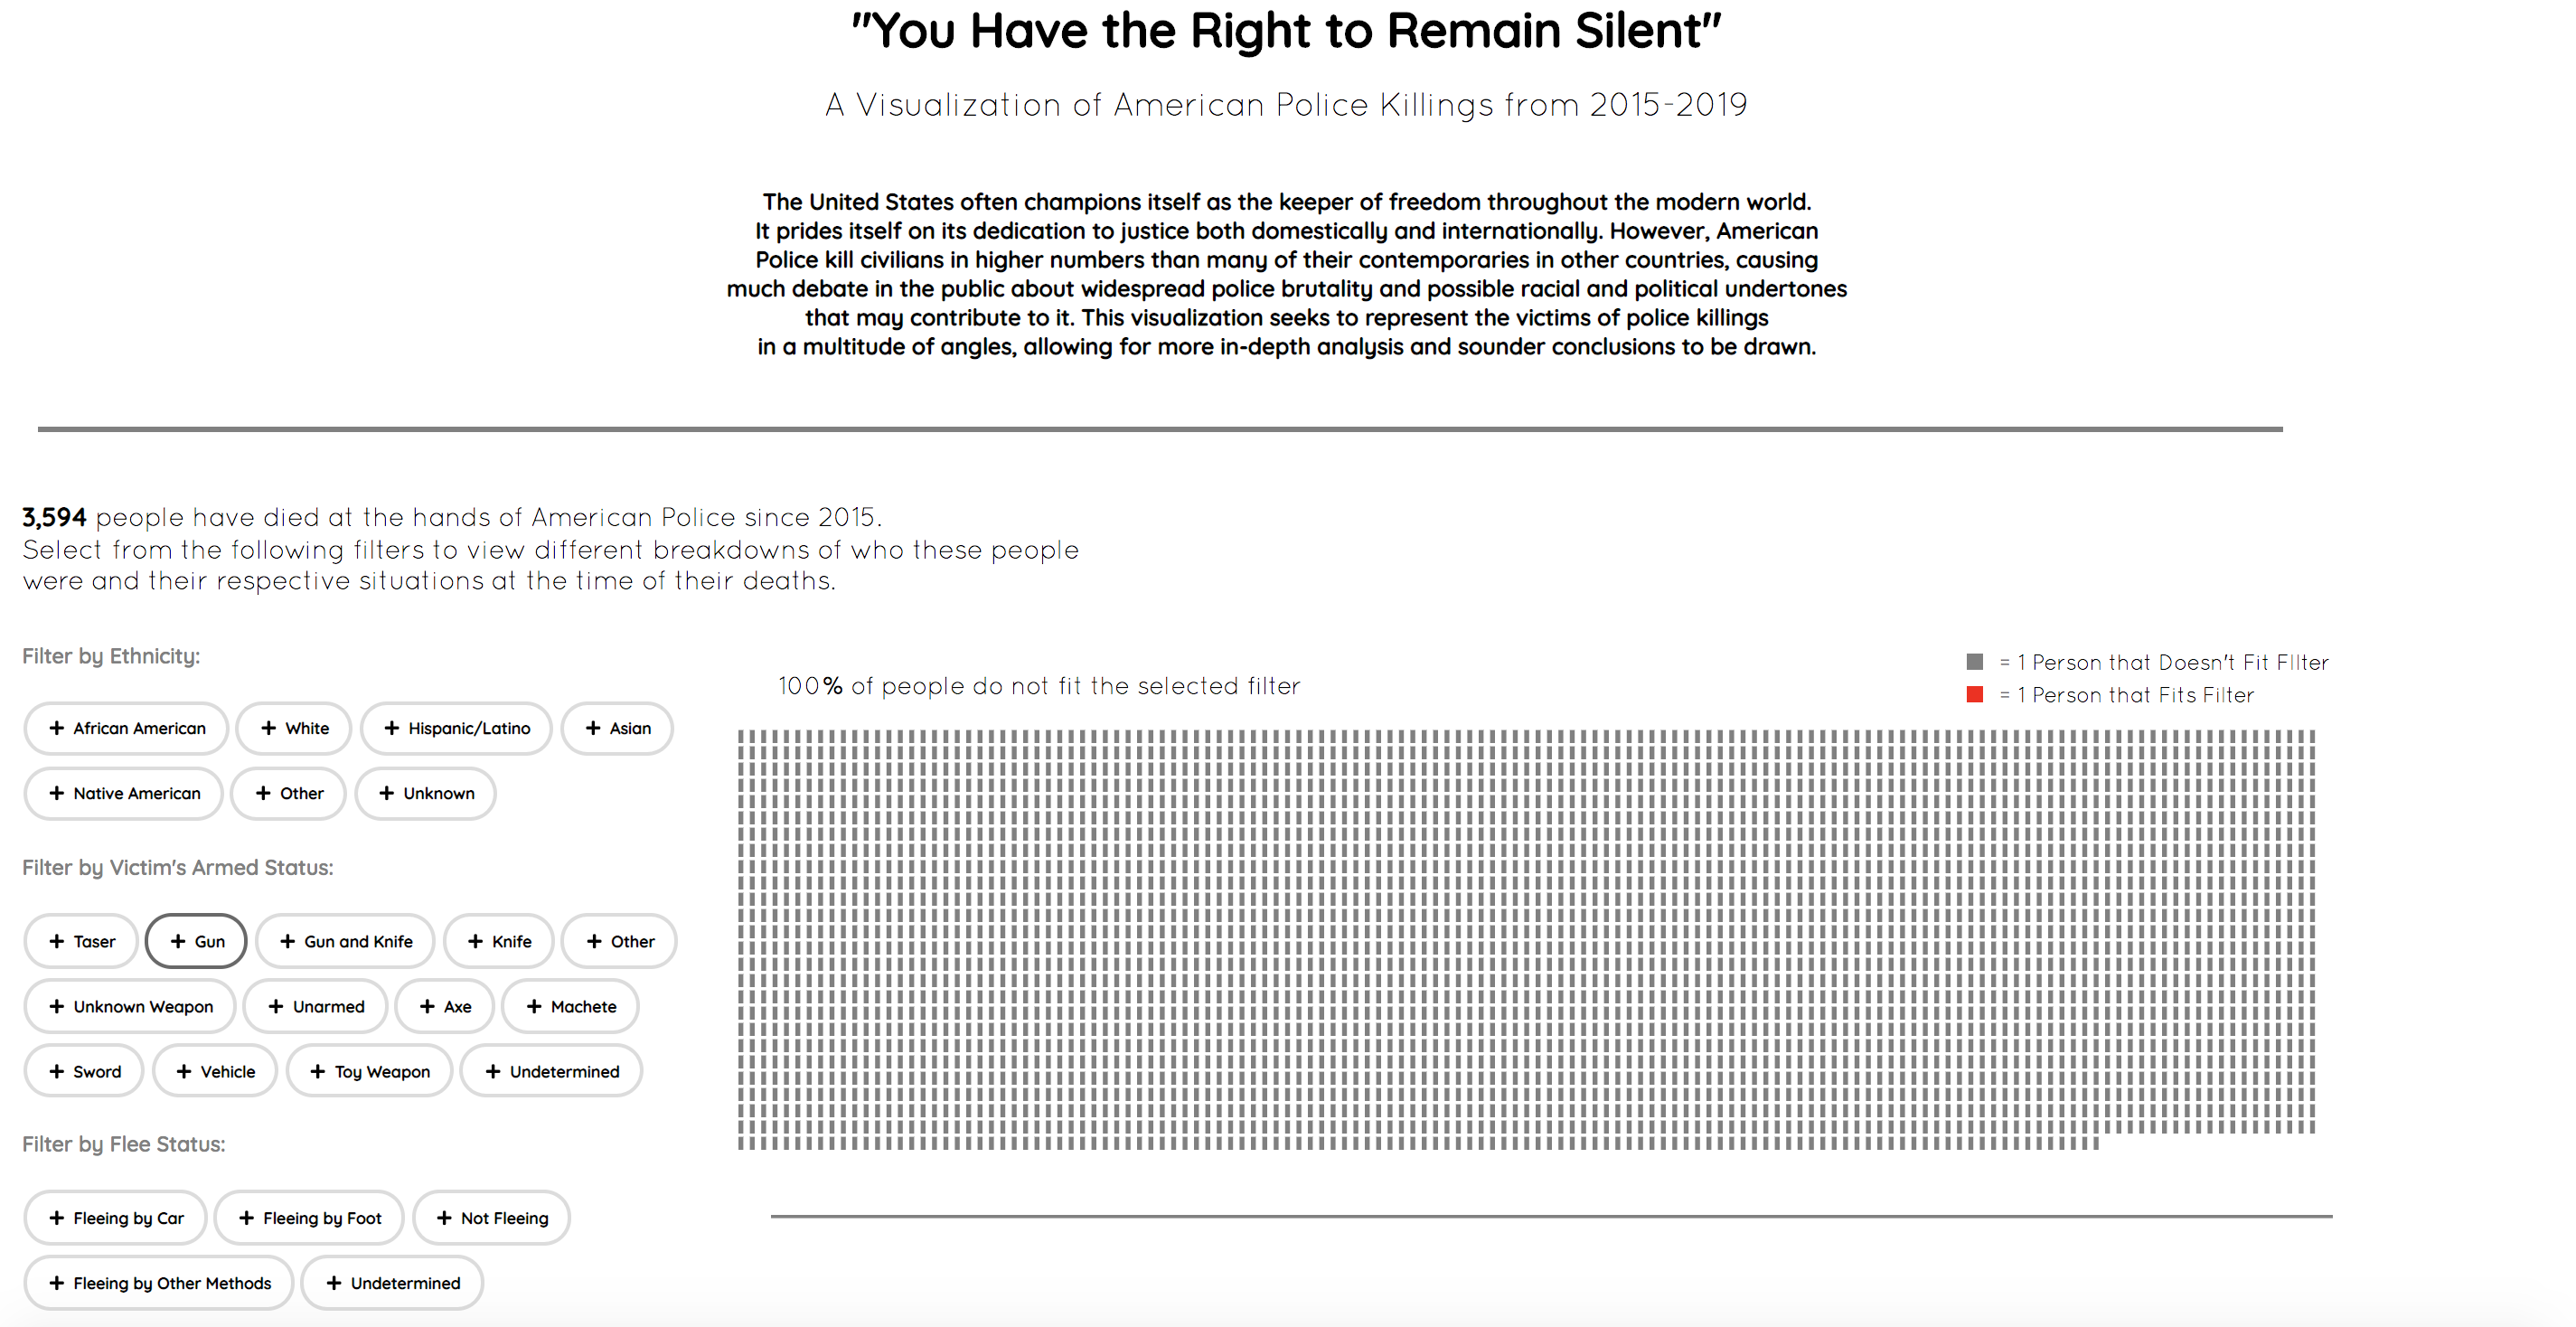 "You Have the Right to Remain Silent"
A Visualization of American Police Killings from 2015-2019
The United States often champions itself as the keeper of freedom throughout the modern world.
It prides itself on its dedication to justice both domestically and internationally. However, American
Police kill civilians in higher numbers than many of their contemporaries in other countries, causing
much debate in the public about widespread police brutality and possible racial and political undertones
that may contribute to it. This visualization seeks to represent the victims of police killings
in a multitude of angles, allowing for more in-depth analysis and sounder conclusions to be drawn.
3,594 people have died at the hands of American Police since 2015.
Select from the following filters to view different breakdowns of who these people
were and their respective situations at the time of their deaths.
Filter by Ethnicity:
+ African American + White + Hispanic/Latino + Asian
+ Native American + Other + Unknown
Filter by Victim's Armed Status:
+ Taser + Gun + Gun and Knife + Knife + Other
+ Unknown Weapon + Unarmed + Axe + Machete
+ Sword + Vehicle + Toy Weapon + Undetermined
Filter by Flee Status:
+ Fleeing by Car + Fleeing by Foot + Not Fleeing
+ Fleeing by Other Methods + Undetermined
100% of people do not fit the selected filter
= 1 Person that Doesn't Fit FIlter
= 1 Person that Fits Filter